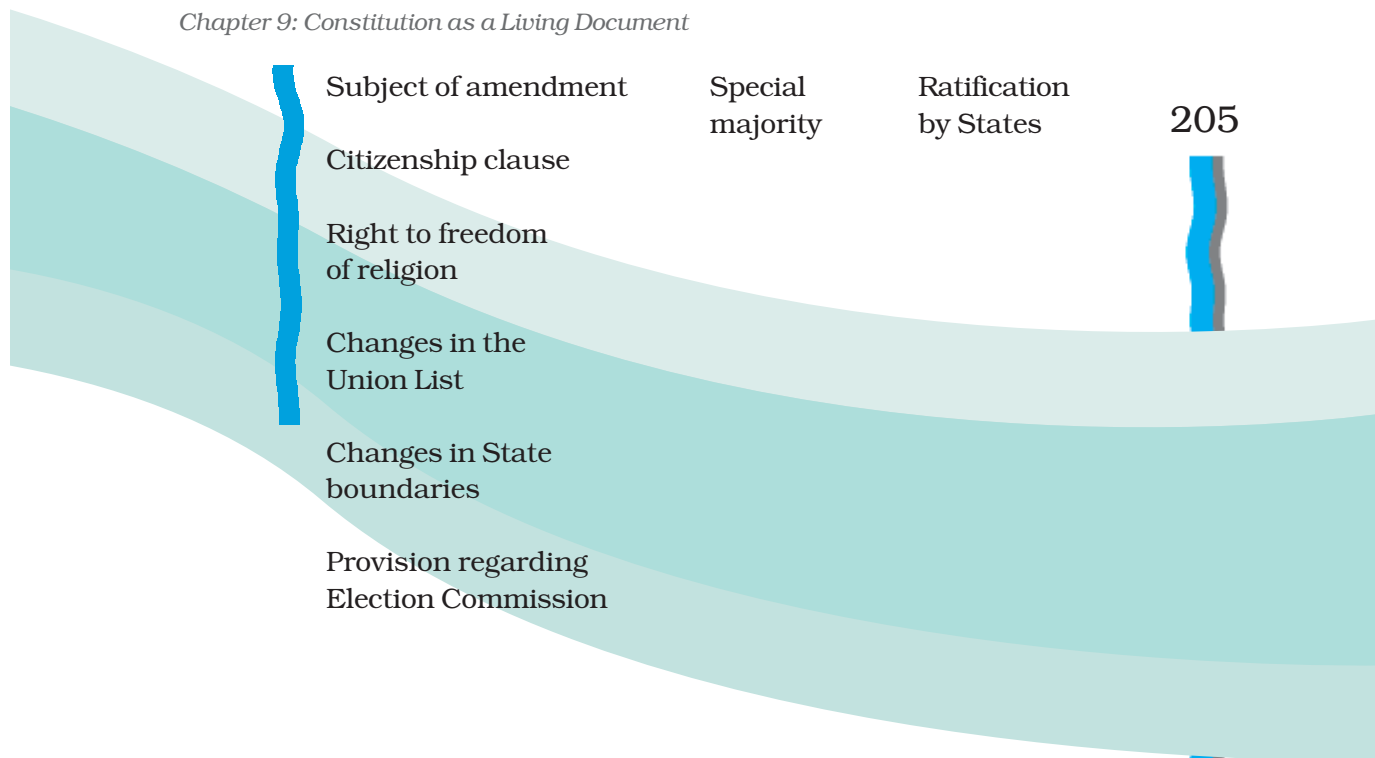 Chapter 9: Constitution as a Living Document
205
Subject of amendment Special Ratification
majority by States
Citizenship clause
Right to freedom
of religion
Changes in the
Union List
Changes in State
boundaries
Provision regarding
Election Commission